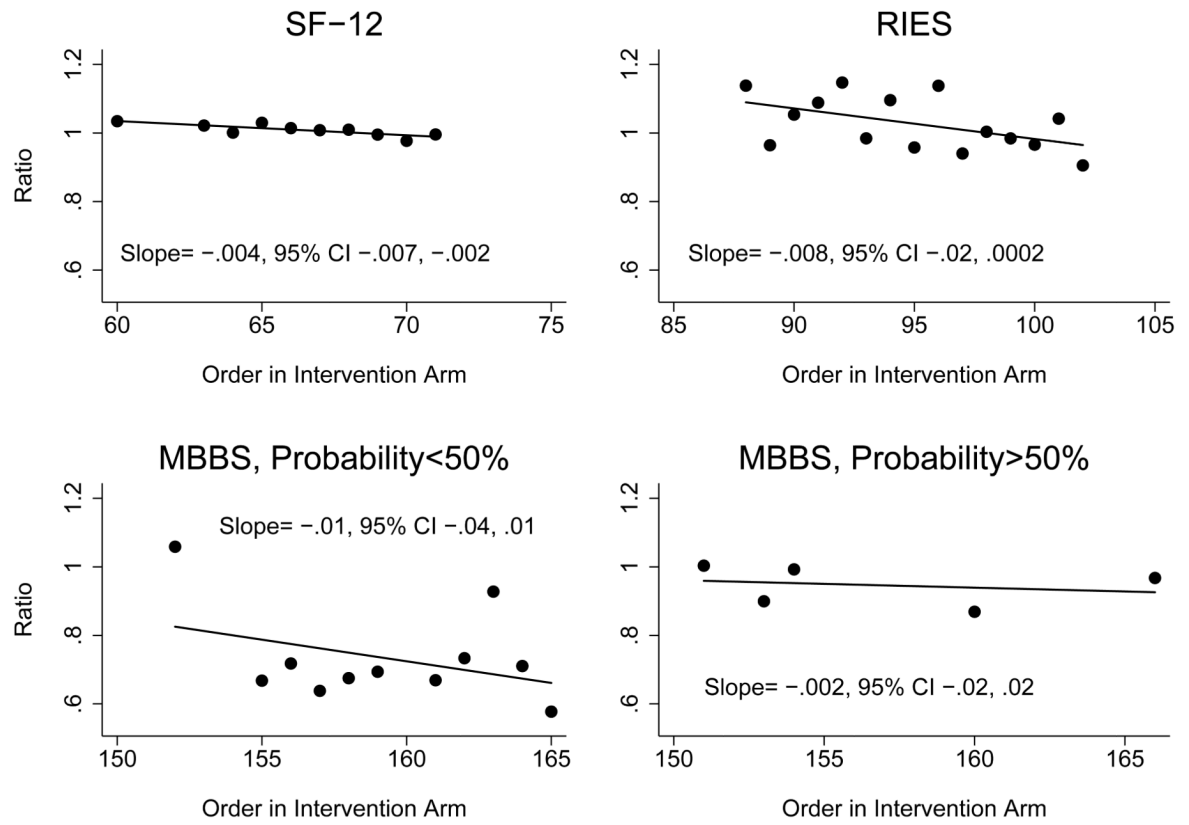 SF−12
Ratio
1.2
1
.8
.6
Slope= −.004, 95% CI −.007, −.002
60 65 70 75
Order in Intervention Arm
RIES
1.2
1
.8
.6
Slope= −.008, 95% CI −.02, .0002
85 90 95 100 105
Order in Intervention Arm
MBBS, Probability<50%
Ratio
1.2
1
.8
.6
Slope= −.01, 95% CI −.04, .01
150 155 160 165
Order in Intervention Arm
MBBS, Probability>50%
1.2
1
.8
.6
Slope= −.002, 95% CI −.02, .02
150 155 160 165
Order in Intervention Arm